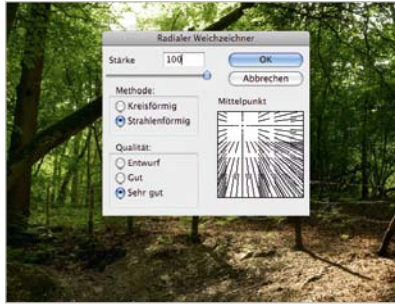 Radialer Weichzeichner
Stärke 100
OK
Abbrechen
Methode:
Kreisförmig
Strahlenförmig
Mittelpunkt
Qualität:
Entwurf
Gut
Sehr gut